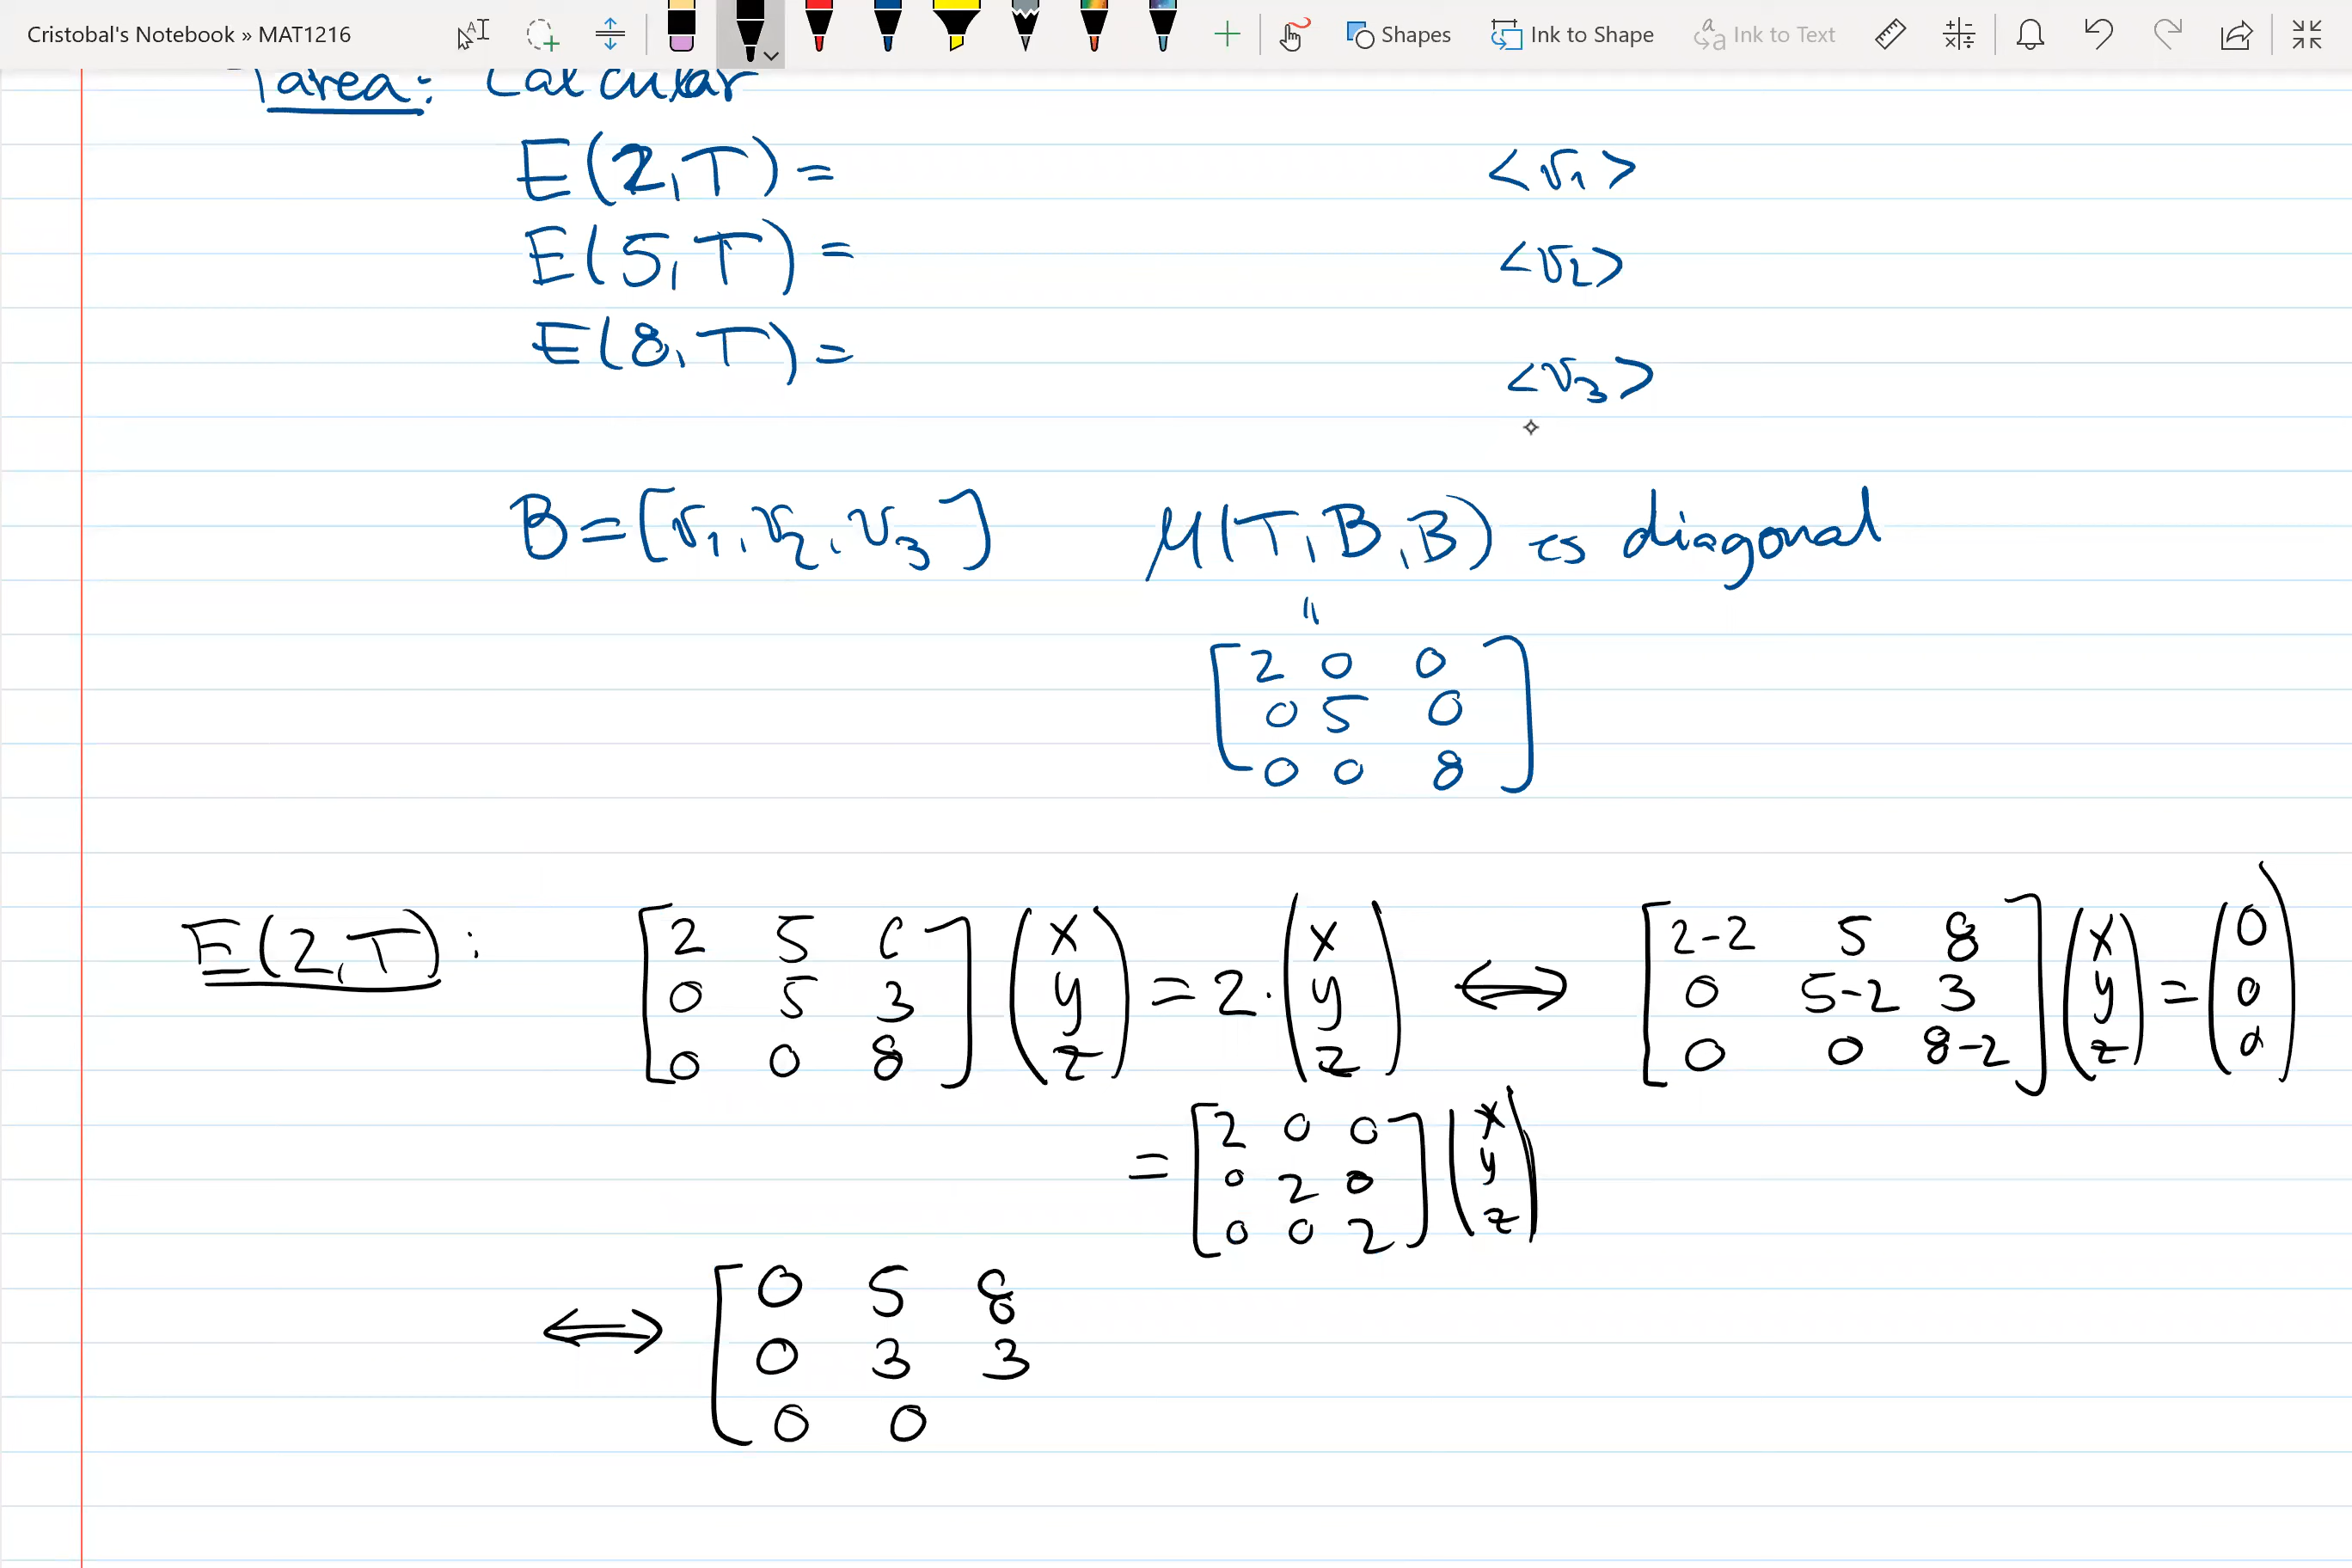 Cristobal's Notebook » MAT1216
Shapes Ink to Shape Ink to Text
Tarea: Calcular
E(2,T)= <v₁>
E(5,T)= <v₂>
E(8,T)= <v₃>
B=[v₁,v₂,v₃] M(T,B,B) es diagonal
"
[2 0 0
0 5 0
0 0 8]
E(2,T): [2 5 C; 0 5 3; 0 0 8] (x y z) = 2·(x y z) ⟺ [2-2 5 8; 0 5-2 3; 0 0 8-2] (x y z) = (0 0 0)
= [2 0 0; 0 2 0; 0 0 2] (x y z)
⟺ [0 5 8
0 3 3
0 0